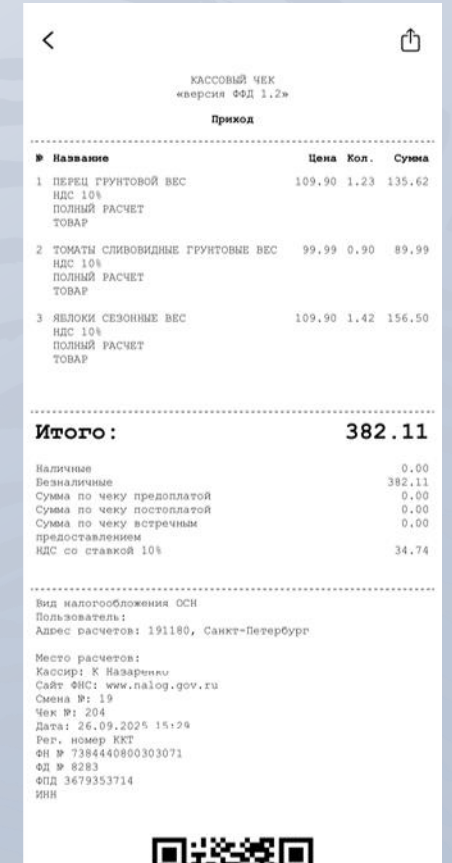 КАССОВЫЙ ЧЕК
«версия ФФД 1.2»
Приход
№ Название Цена Кол. Сумма
1 ПЕРЕЦ ГРУНТОВОЙ ВЕС 109.90 1.23 135.62
НДС 10%
ПОЛНЫЙ РАСЧЕТ
ТОВАР
2 ТОМАТЫ СЛИВОВИДНЫЕ ГРУНТОВЫЕ ВЕС 99.99 0.90 89.99
НДС 10%
ПОЛНЫЙ РАСЧЕТ
ТОВАР
3 ЯБЛОКИ СЕЗОННЫЕ ВЕС 109.90 1.42 156.50
НДС 10%
ПОЛНЫЙ РАСЧЕТ
ТОВАР
Итого: 382.11
Наличные 0.00
Безналичные 382.11
Сумма по чеку предоплатой 0.00
Сумма по чеку постоплатой 0.00
Сумма по чеку встречным 0.00
предоставлением
НДС со ставкой 10% 34.74
Вид налогообложения ОСН
Пользователь:
Адрес расчетов: 191180, Санкт-Петербург
Место расчетов:
Кассир: К Назаренко
Сайт ФНС: www.nalog.gov.ru
Смена №: 19
Чек №: 204
Дата: 26.09.2025 15:29
Рег. номер ККТ
ФН № 7384440800303071
ФД № 8283
ФПД 3679353714
ИНН